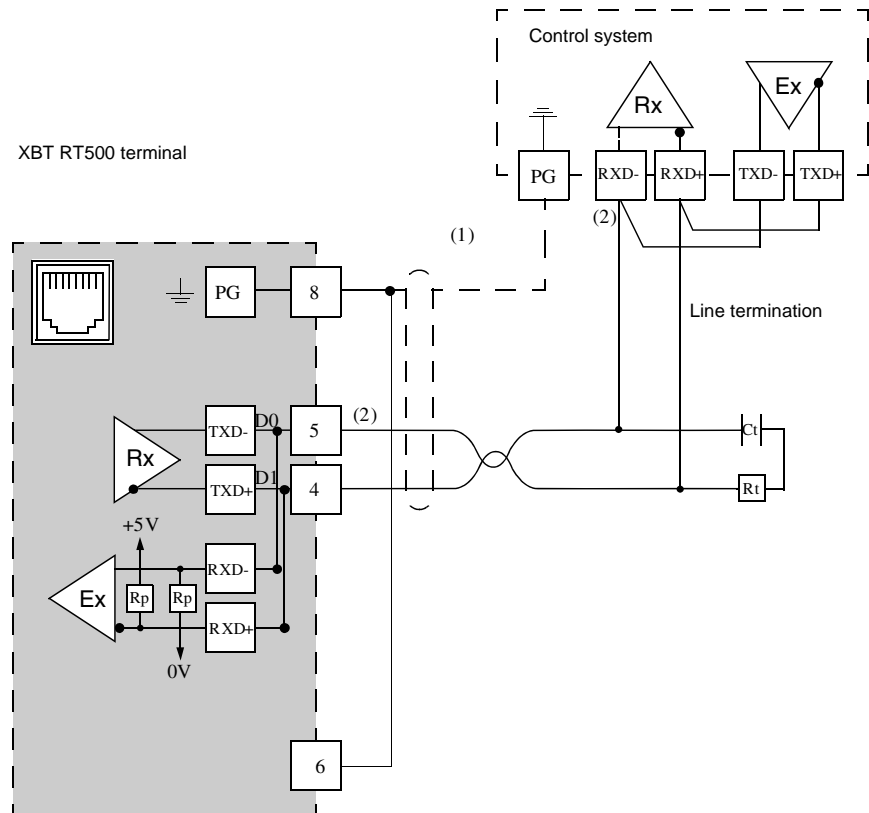 Control system
Rx
Ex
XBT RT500 terminal
PG
RXD-
RXD+
TXD-
TXD+
(2)
(1)
PG
8
Line termination
TXD-
D0
5
(2)
Ct
Rx
TXD+
D1
4
Rt
+5V
RXD-
Ex
Rp
Rp
RXD+
0V
6